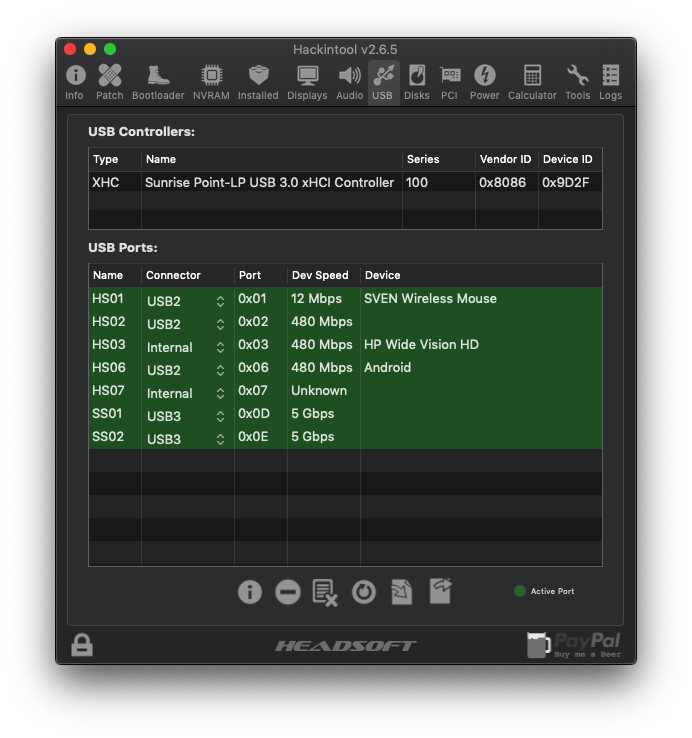 Hackintool v2.6.5
Info Patch Bootloader NVRAM Installed Displays Audio USB Disks PCI Power Calculator Tools Logs
USB Controllers:
Type Name Series Vendor ID Device ID
XHC Sunrise Point-LP USB 3.0 xHCI Controller 100 0x8086 0x9D2F
USB Ports:
Name Connector Port Dev Speed Device
HS01 USB2 0x01 12 Mbps SVEN Wireless Mouse
HS02 USB2 0x02 480 Mbps
HS03 Internal 0x03 480 Mbps HP Wide Vision HD
HS06 USB2 0x06 480 Mbps Android
HS07 Internal 0x07 Unknown
SS01 USB3 0x0D 5 Gbps
SS02 USB3 0x0E 5 Gbps
Active Port
HEADSOFT
PayPal
Buy me a Beer